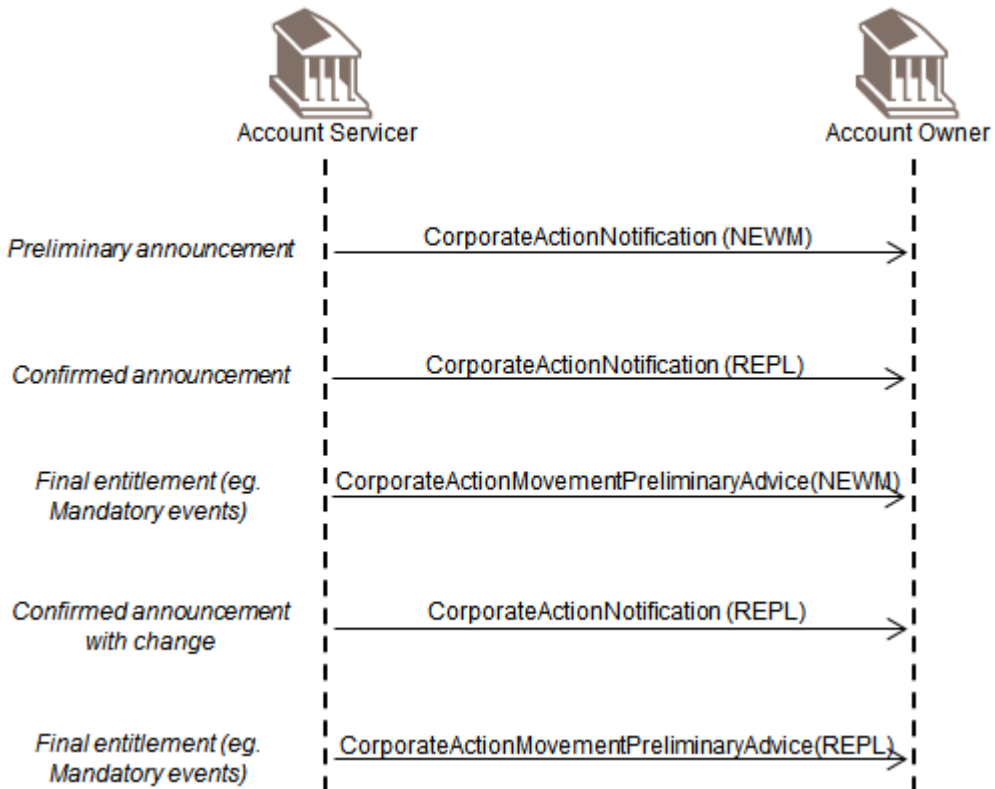 Account Servicer
Account Owner
Preliminary announcement
CorporateActionNotification (NEWM)
Confirmed announcement
CorporateActionNotification (REPL)
Final entitlement (eg.
Mandatory events)
CorporateActionMovementPreliminaryAdvice(NEWM)
Confirmed announcement
with change
CorporateActionNotification (REPL)
Final entitlement (eg.
Mandatory events)
CorporateActionMovementPreliminaryAdvice(REPL)